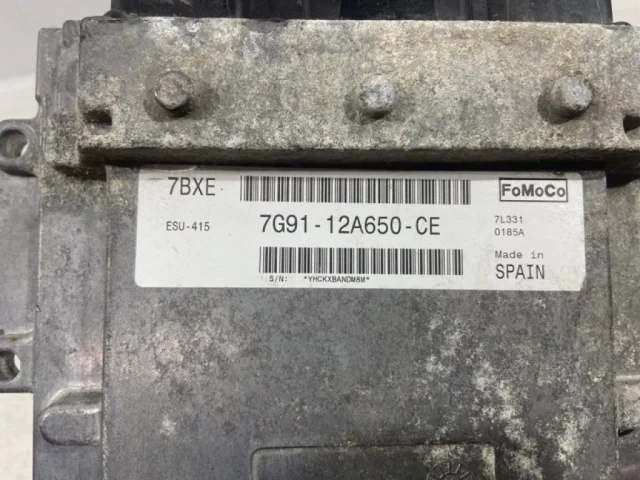 7BXE
FoMoCo
ESU-415
7G91-12A650-CE
7L331
0185A
Made in
SPAIN
S/N: *YHCKXBANDM8M*